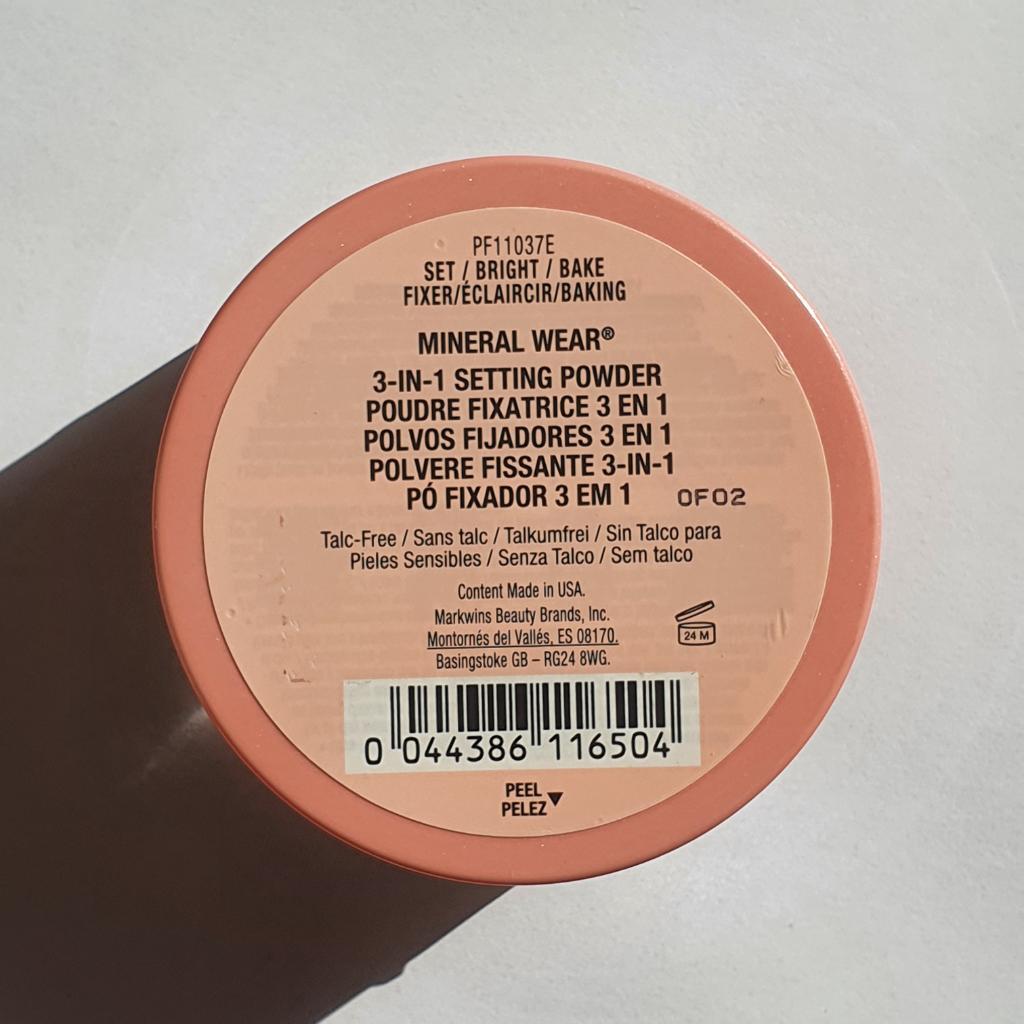 PF11037E
SET / BRIGHT / BAKE
FIXER/ÉCLAIRCIR/BAKING
MINERAL WEAR®
3-IN-1 SETTING POWDER
POUDRE FIXATRICE 3 EN 1
POLVOS FIJADORES 3 EN 1
POLVERE FISSANTE 3-IN-1
PÓ FIXADOR 3 EM 1 0F02
Talc-Free / Sans talc / Talkumfrei / Sin Talco para
Pieles Sensibles / Senza Talco / Sem talco
Content Made in USA.
Markwins Beauty Brands, Inc.
Montornés del Vallés, ES 08170.
24 M
Basingstoke GB – RG24 8WG.
0 044386 116504
PEEL
PELEZ